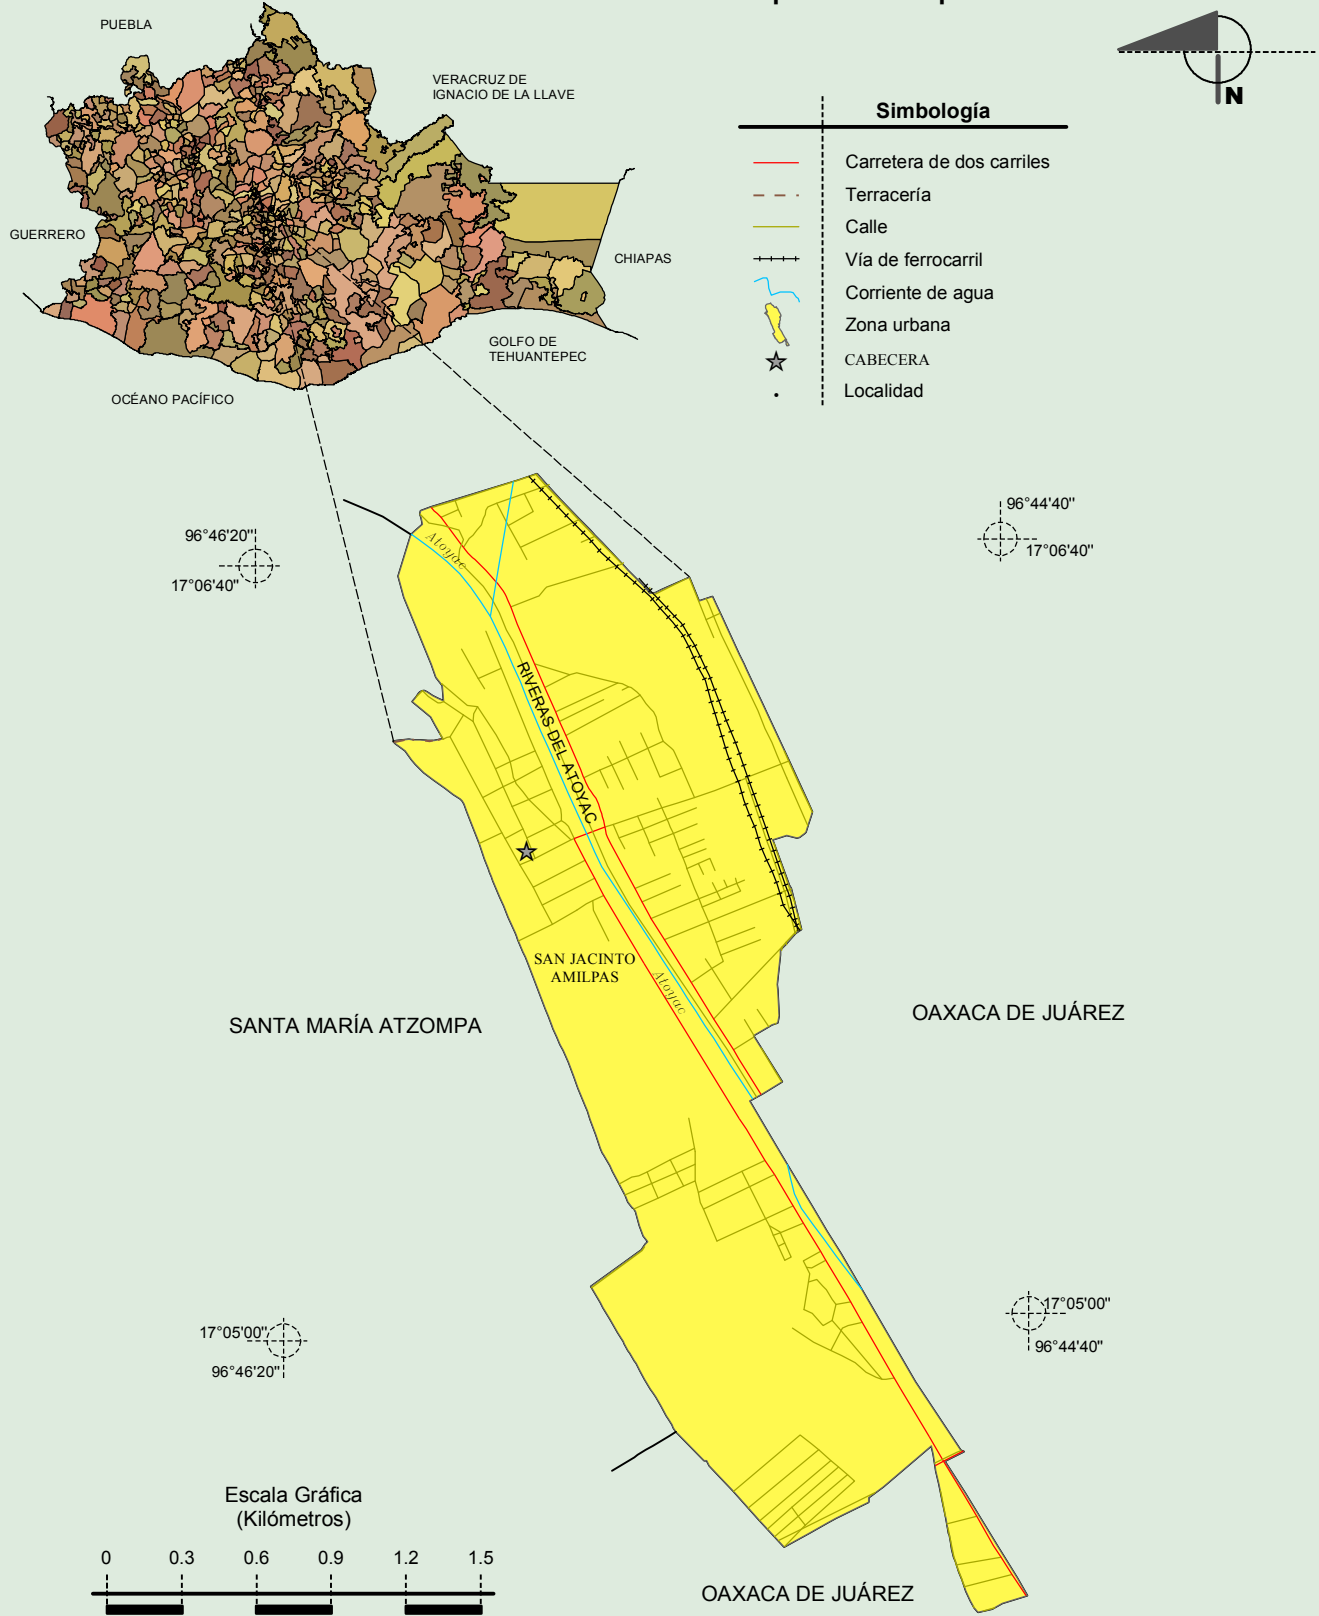 PUEBLA
VERACRUZ DE
IGNACIO DE LA LLAVE
GUERRERO
CHIAPAS
GOLFO DE
TEHUANTEPEC
OCÉANO PACÍFICO
N
Simbología
Carretera de dos carriles
Terracería
Calle
Vía de ferrocarril
Corriente de agua
Zona urbana
CABECERA
Localidad
96°46'20"
17°06'40"
96°44'40"
17°06'40"
Atoyac
RIVERAS DEL ATOYAC
SAN JACINTO
AMILPAS
Atoyac
SANTA MARÍA ATZOMPA
OAXACA DE JUÁREZ
17°05'00"
96°46'20"
17°05'00"
96°44'40"
Escala Gráfica
(Kilómetros)
0 0.3 0.6 0.9 1.2 1.5
OAXACA DE JUÁREZ